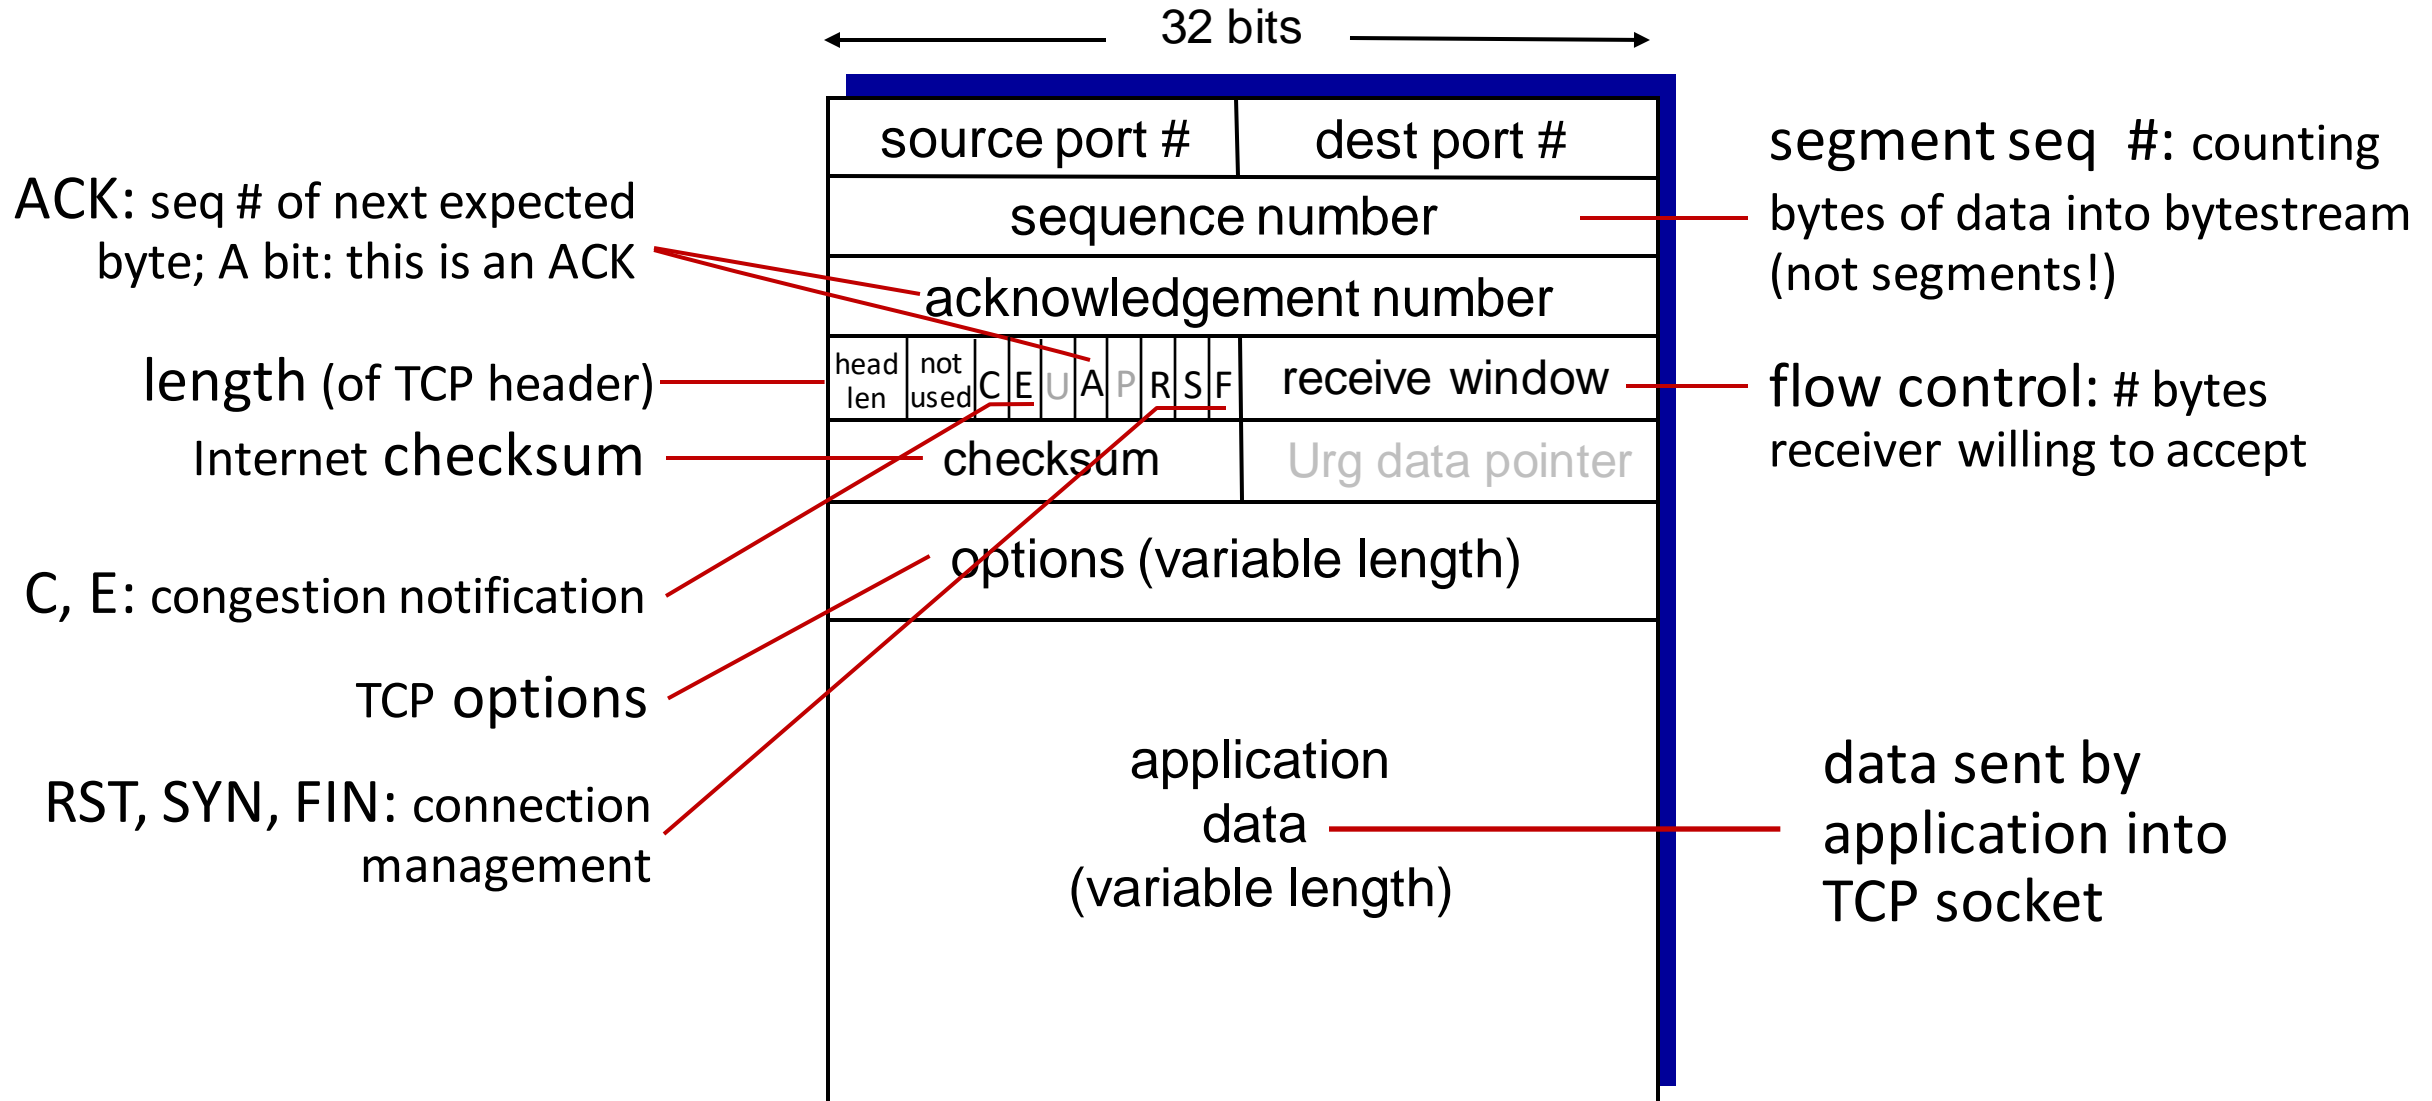 32 bits
source port #
dest port #
segment seq #: counting
bytes of data into bytestream
(not segments!)
ACK: seq # of next expected
byte; A bit: this is an ACK
sequence number
acknowledgement number
length (of TCP header)
head
len
not
used
C
E
U
A
P
R
S
F
receive window
flow control: # bytes
receiver willing to accept
Internet checksum
checksum
Urg data pointer
C, E: congestion notification
options (variable length)
TCP options
RST, SYN, FIN: connection
management
application
data
(variable length)
data sent by
application into
TCP socket